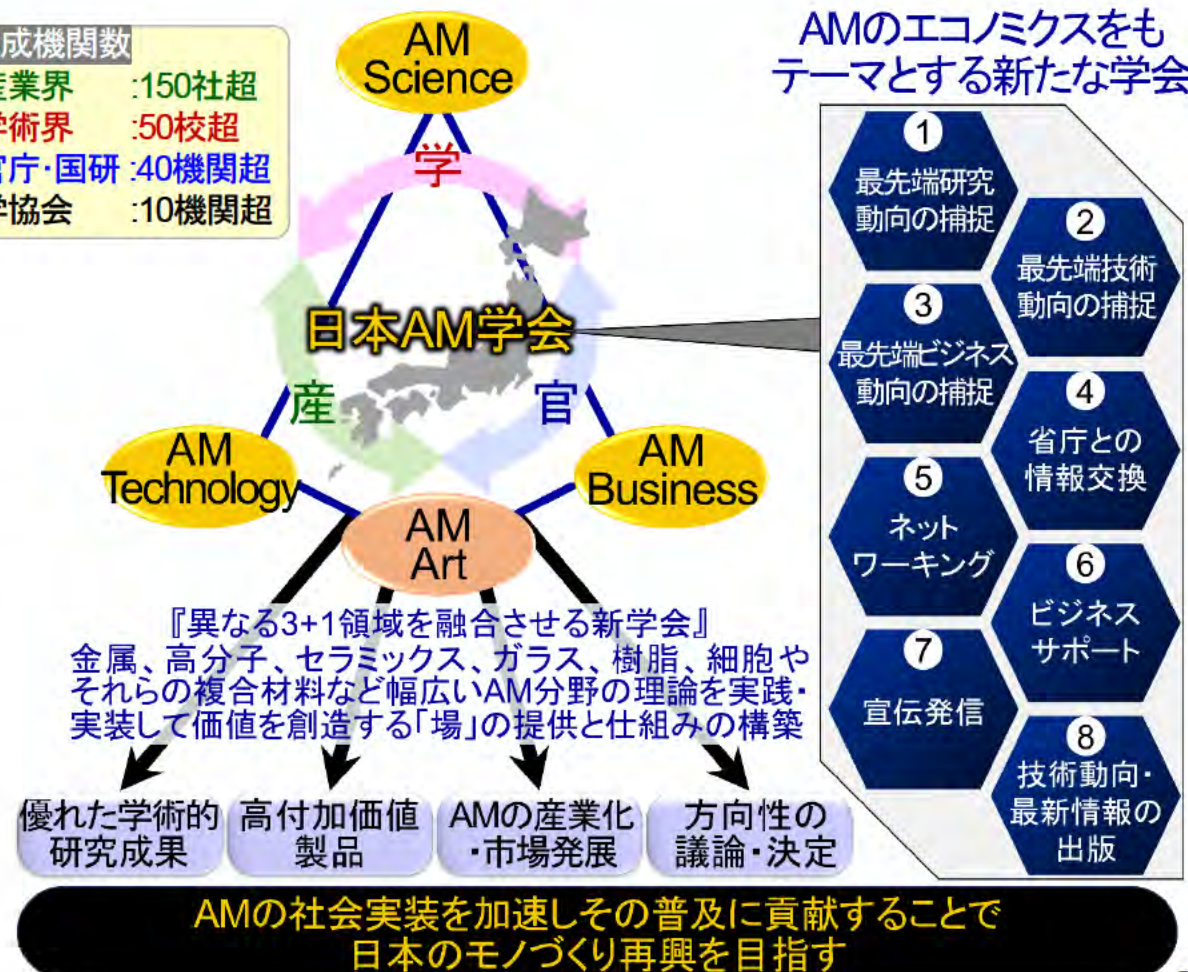 成機関数
産業界 :150社超
学術界 :50校超
官庁・国研 :40機関超
学協会 :10機関超
AM
Science
学
日本AM学会
産
官
AM
Technology
AM
Business
AM
Art
『異なる3+1領域を融合させる新学会』
金属、高分子、セラミックス、ガラス、樹脂、細胞や
それらの複合材料など幅広いAM分野の理論を実践・
実装して価値を創造する「場」の提供と仕組みの構築
優れた学術的
研究成果
高付加価値
製品
AMの産業化
・市場発展
方向性の
議論・決定
AMのエコノミクスをも
テーマとする新たな学会
1
最先端研究
動向の捕捉
2
最先端技術
動向の捕捉
3
最先端ビジネス
動向の捕捉
4
省庁との
情報交換
5
ネット
ワーキング
6
ビジネス
サポート
7
宣伝発信
8
技術動向・
最新情報の
出版
AMの社会実装を加速しその普及に貢献することで
日本のモノづくり再興を目指す